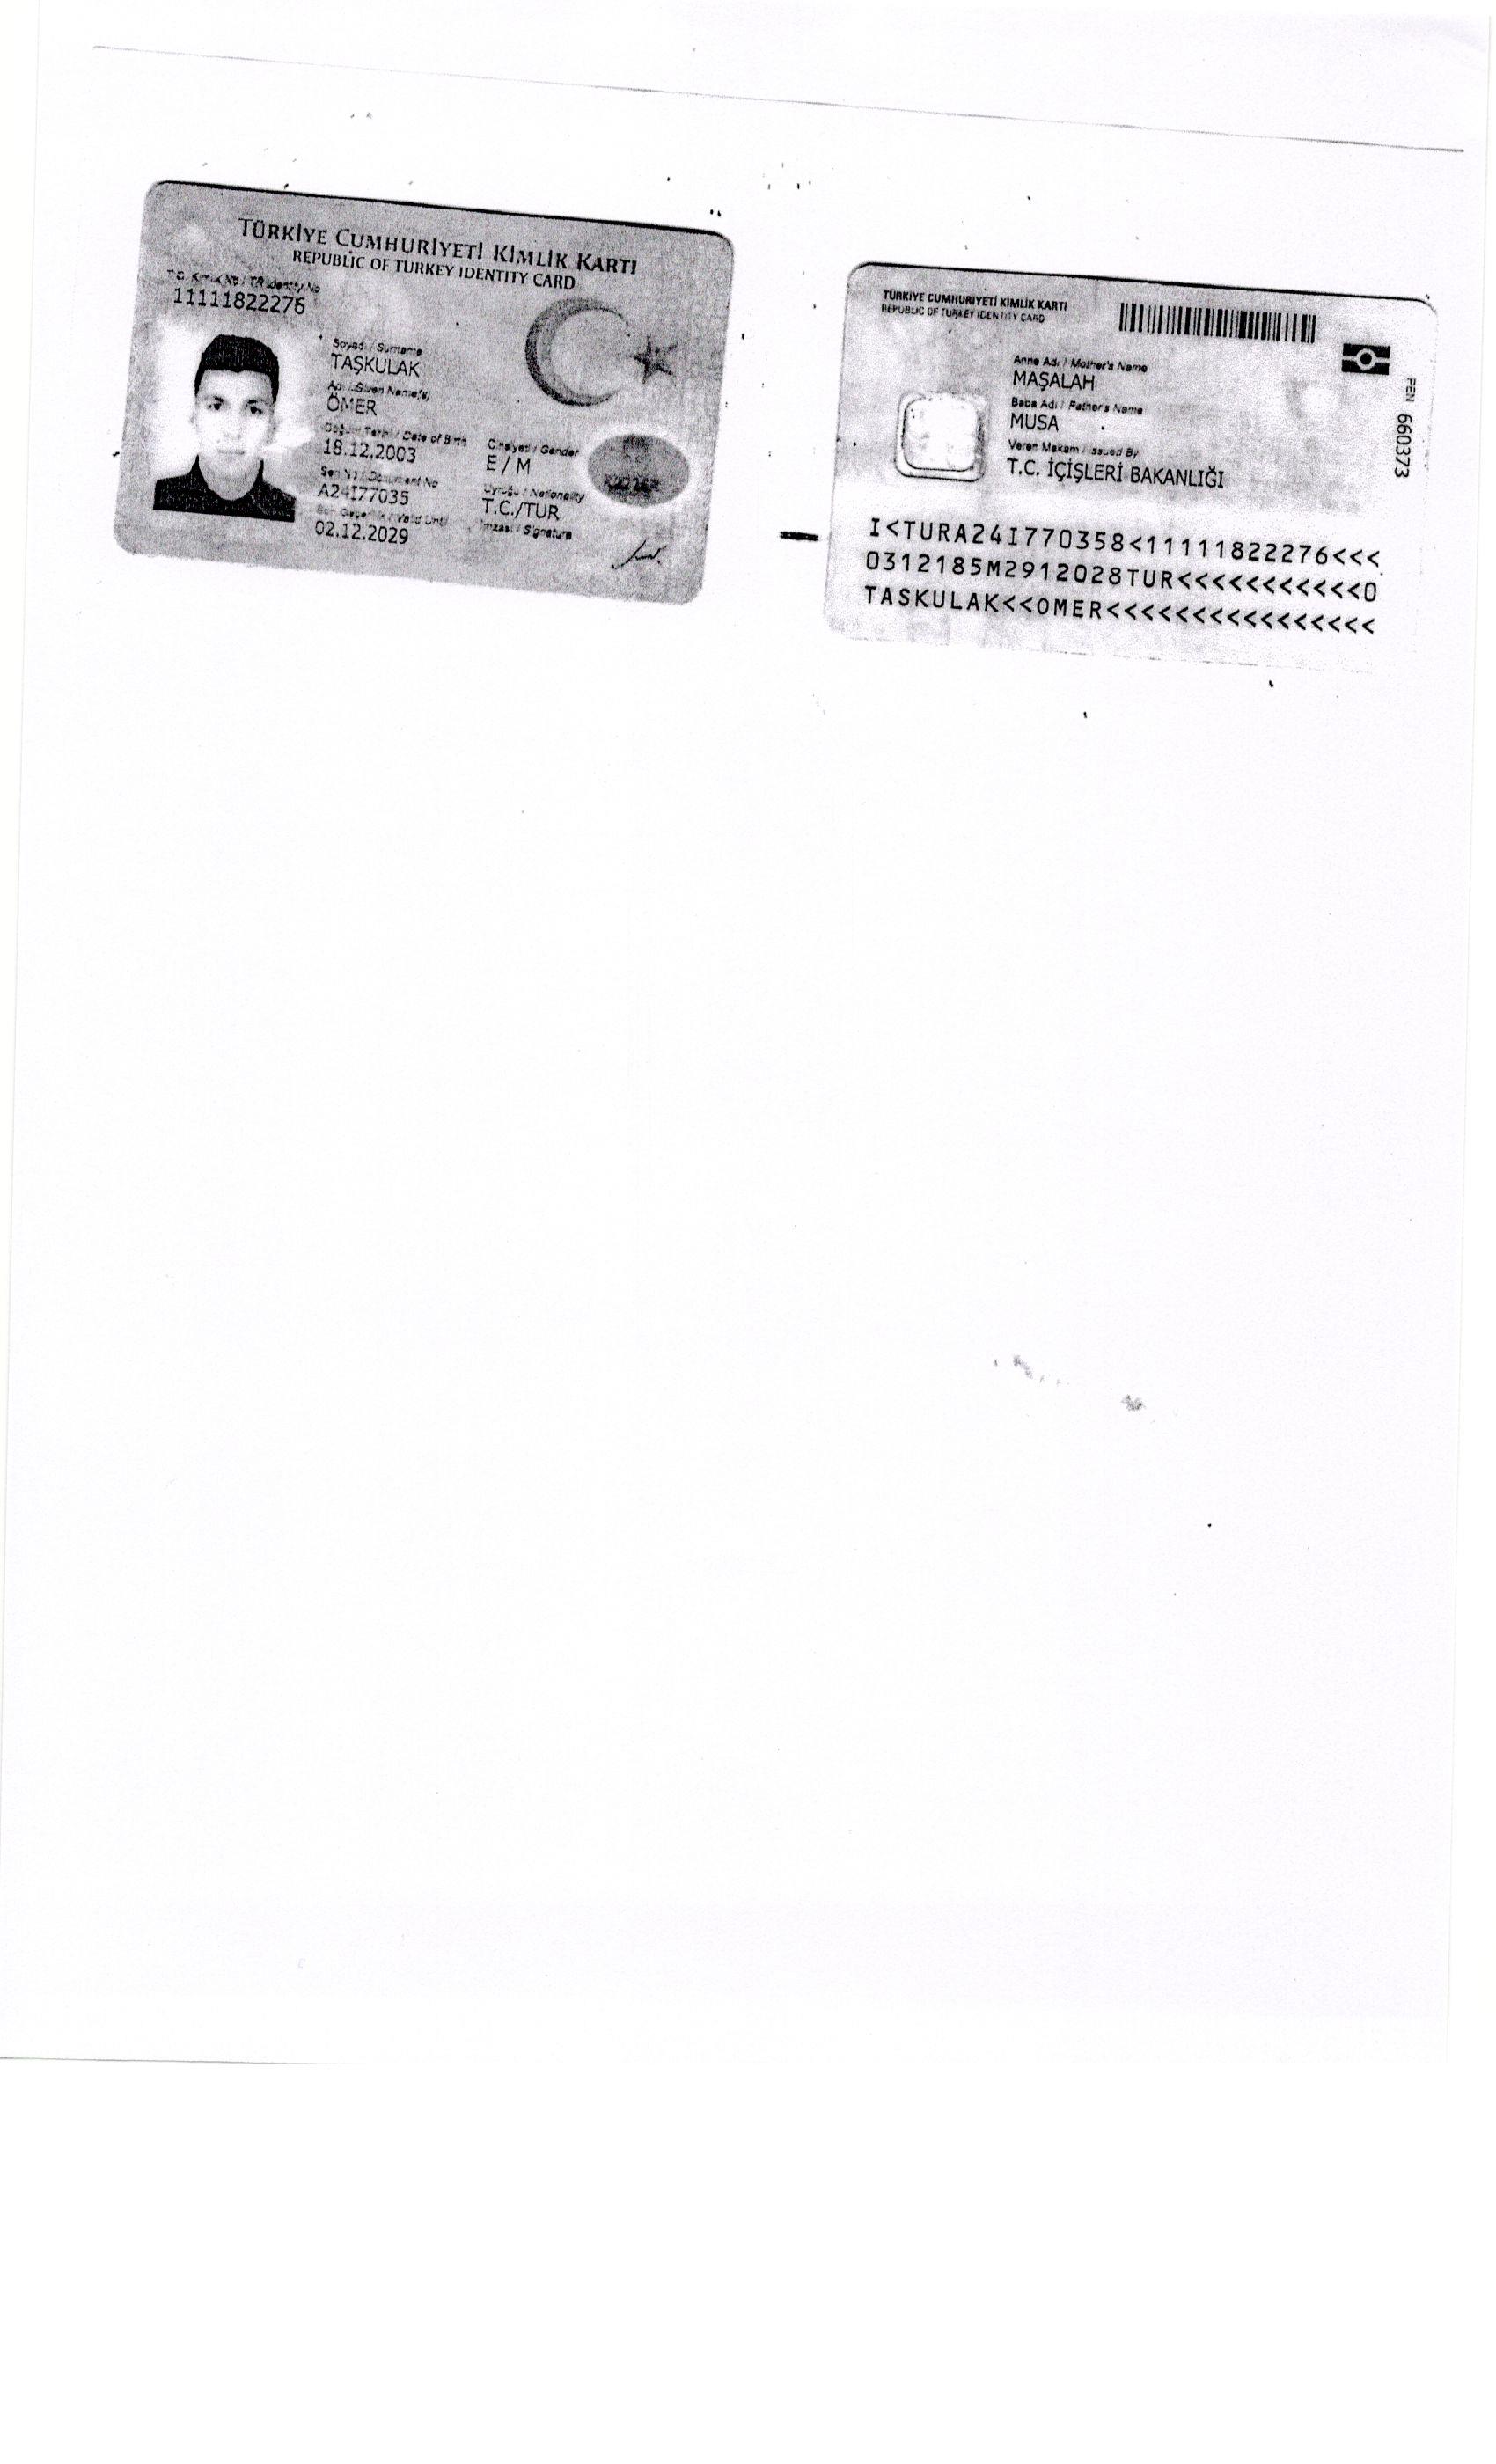 TÜRKİYE CUMHURİYETİ KİMLİK KARTI
REPUBLIC OF TURKEY IDENTITY CARD
T.C. Kimlik No / TR Identity No
11111822276
Soyadı / Surname
TAŞKULAK
Adı / Given Name(s)
ÖMER
Doğum Tarihi / Date of Birth
18.12.2003
Cinsiyeti / Gender
E / M
Seri No / Document No
A24I77035
Uyruğu / Nationality
T.C./TUR
Son Geçerlilik / Valid Until
02.12.2029
İmzası / Signature
TÜRKİYE CUMHURİYETİ KİMLİK KARTI
REPUBLIC OF TURKEY IDENTITY CARD
Anne Adı / Mother's Name
MAŞALAH
Baba Adı / Father's Name
MUSA
Veren Makam / Issued By
T.C. İÇİŞLERİ BAKANLIĞI
PEN 660373
I<TURA24I770358<11111822276<<<
0312185M2912028TUR<<<<<<<<<<<0
TASKULAK<<OMER<<<<<<<<<<<<<<<<